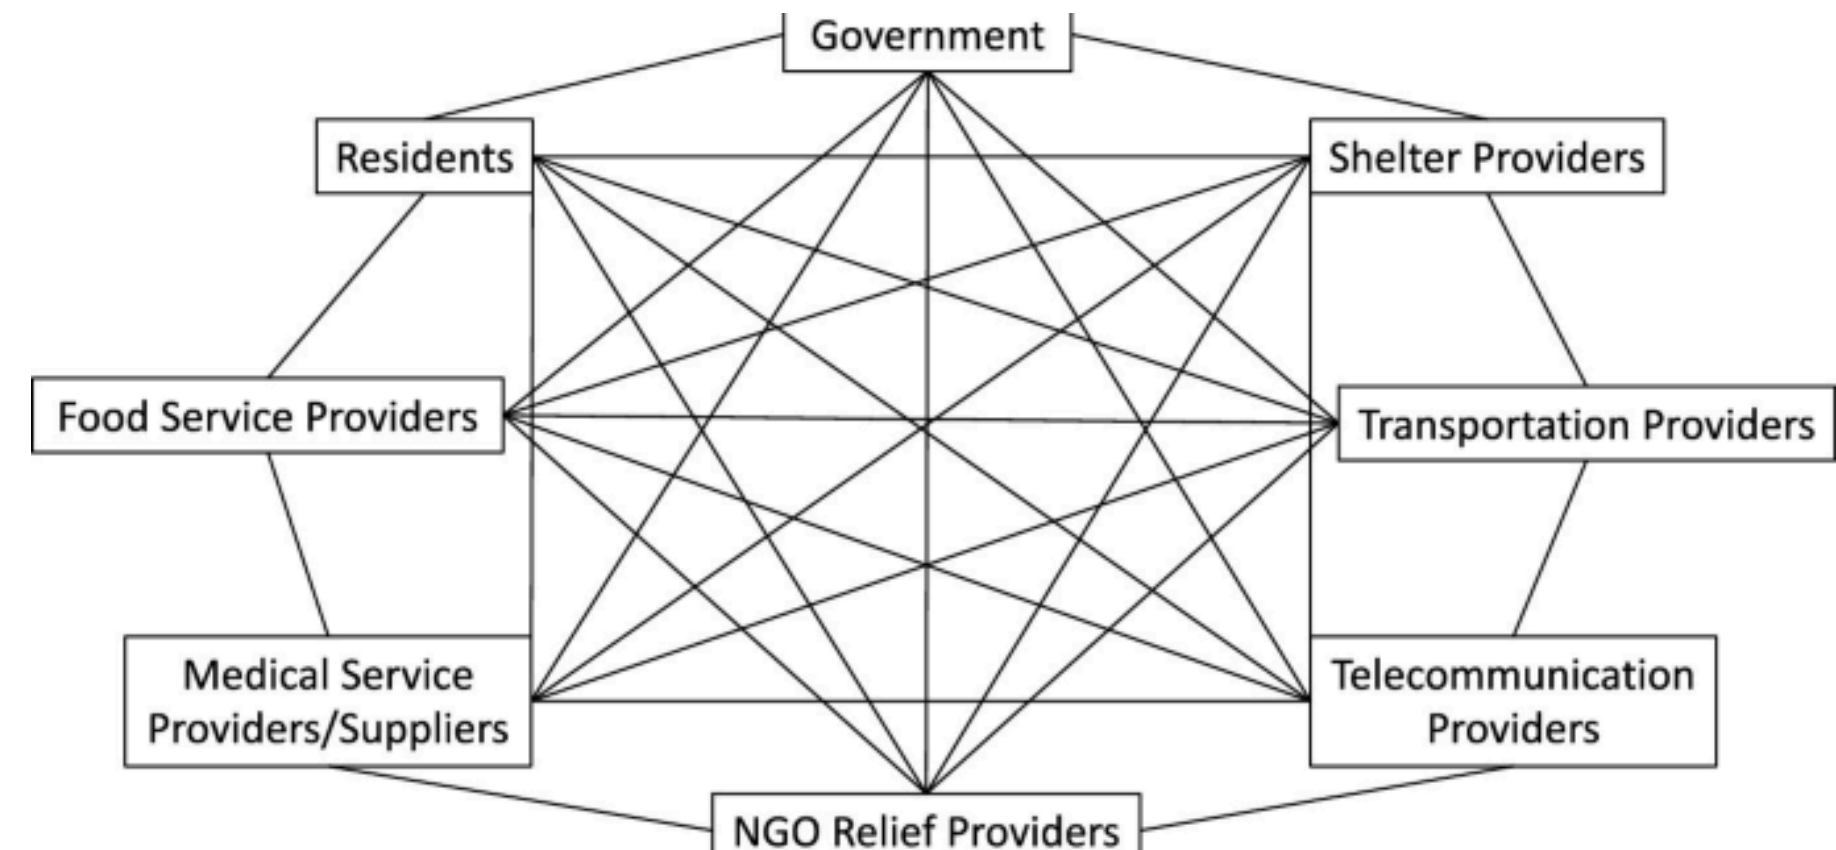 Government
Residents
Shelter Providers
Food Service Providers
Transportation Providers
Medical Service
Providers/Suppliers
Telecommunication
Providers
NGO Relief Providers